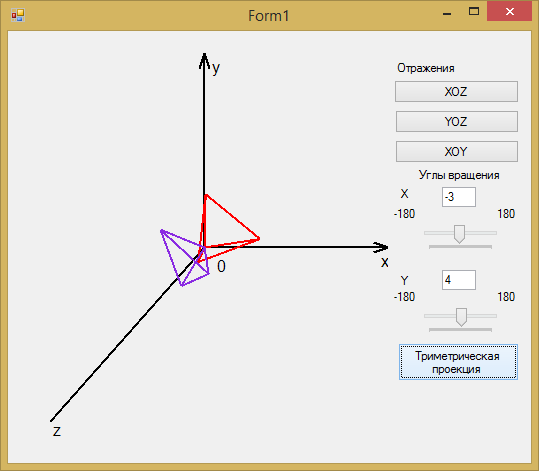 Form1
y
x
0
z
Отражения
XOZ
YOZ
XOY
Углы вращения
X
-3
-180
180
Y
4
-180
180
Триметрическая
проекция